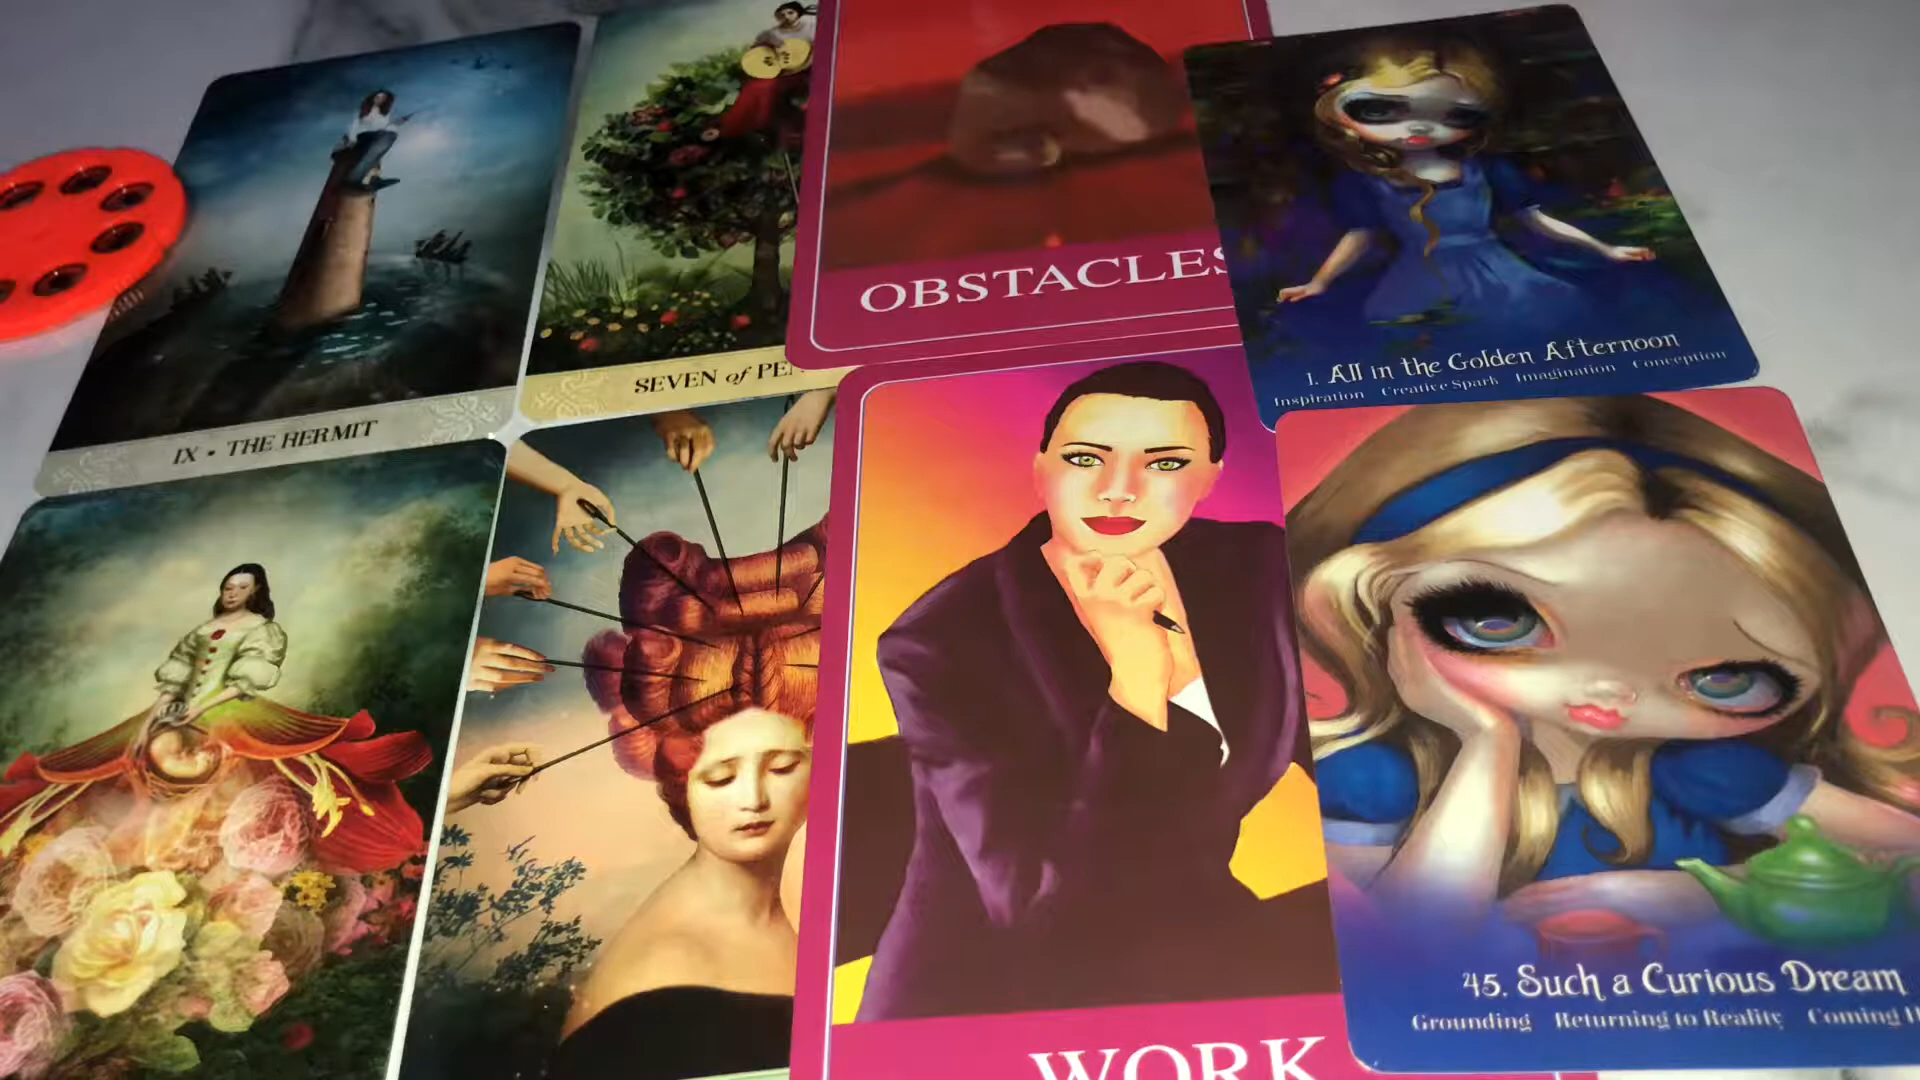 IX • THE HERMIT
SEVEN of
OBSTACLES
1. All in the Golden Afternoon
Inspiration Creative Spark Imagination Conception
WORK
45. Such a Curious Dream
Grounding Returning to Reality Coming